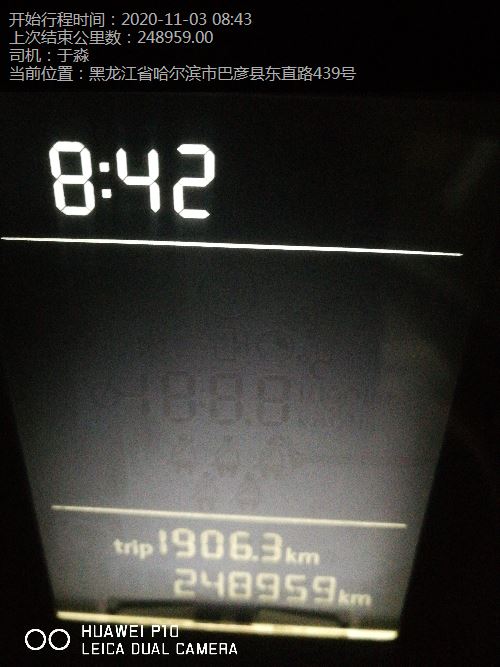 开始行程时间：2020-11-03 08:43
上次结束公里数：248959.00
司机：于淼
当前位置：黑龙江省哈尔滨市巴彦县东直路439号
8:42
trip 1906.3 km
248959 km
HUAWEI P10
LEICA DUAL CAMERA